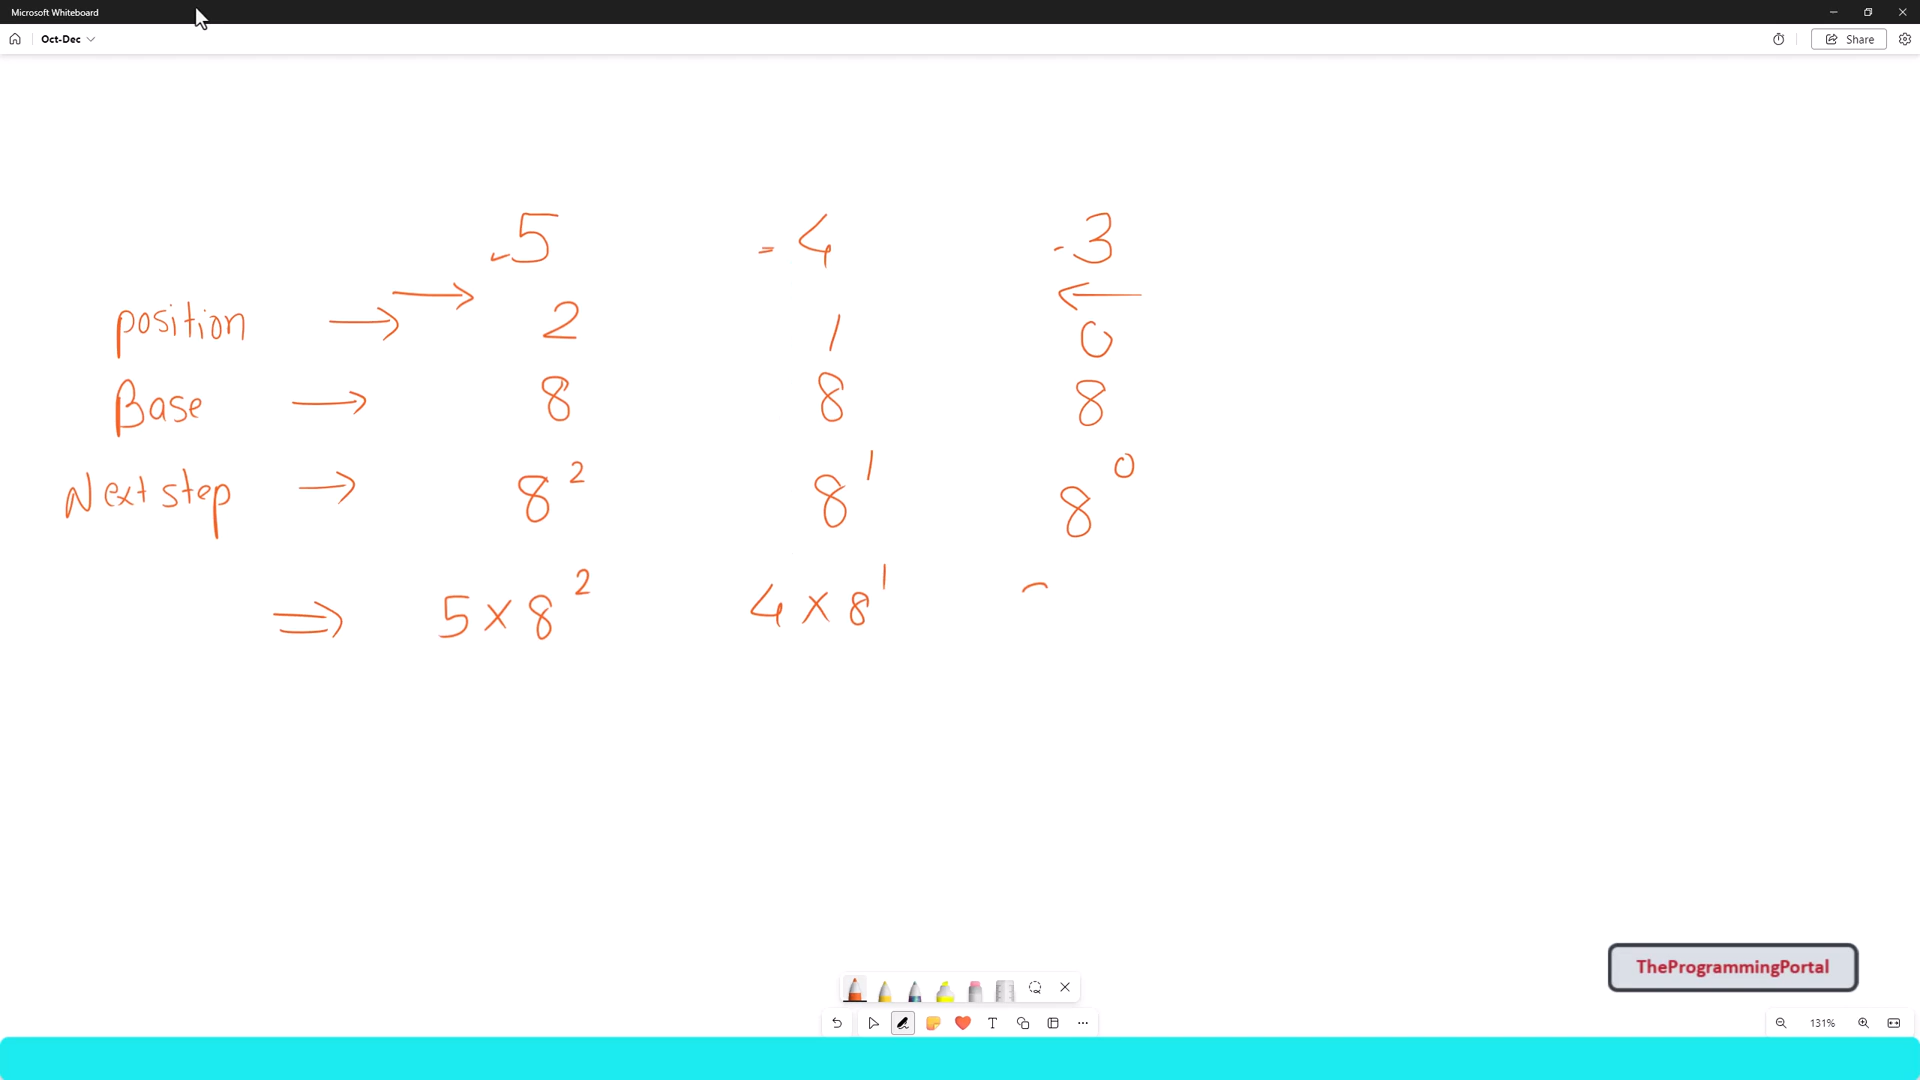 Microsoft Whiteboard
Oct-Dec
Share
5 4 3
position → 2 1 0
Base → 8 8 8
Next step → 8² 8¹ 8⁰
⇒ 5 × 8² 4 × 8¹
TheProgrammingPortal
131%